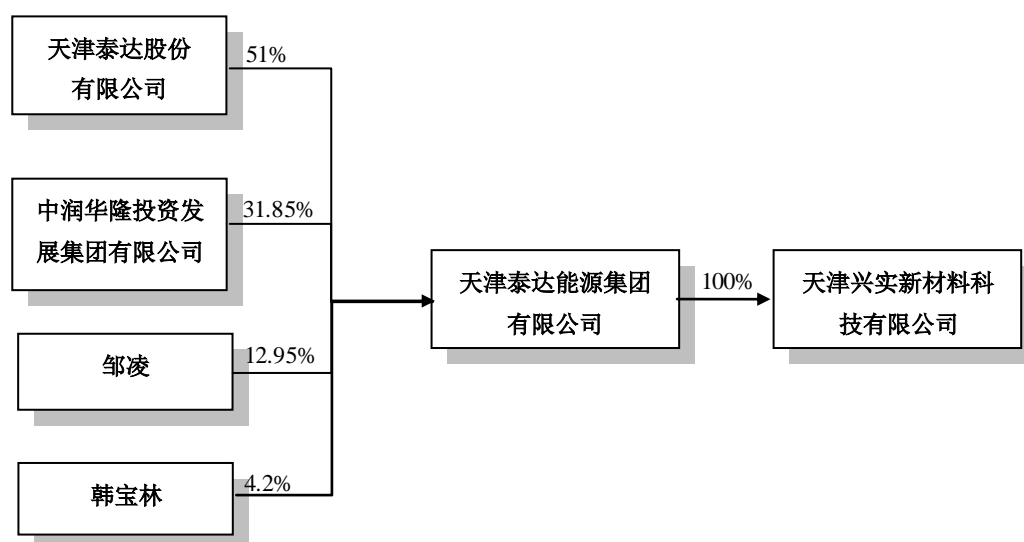 天津泰达股份
有限公司
51%
中润华隆投资发
展集团有限公司
31.85%
邹凌
12.95%
韩宝林
4.2%
天津泰达能源集团
有限公司
100%
天津兴实新材料科
技有限公司